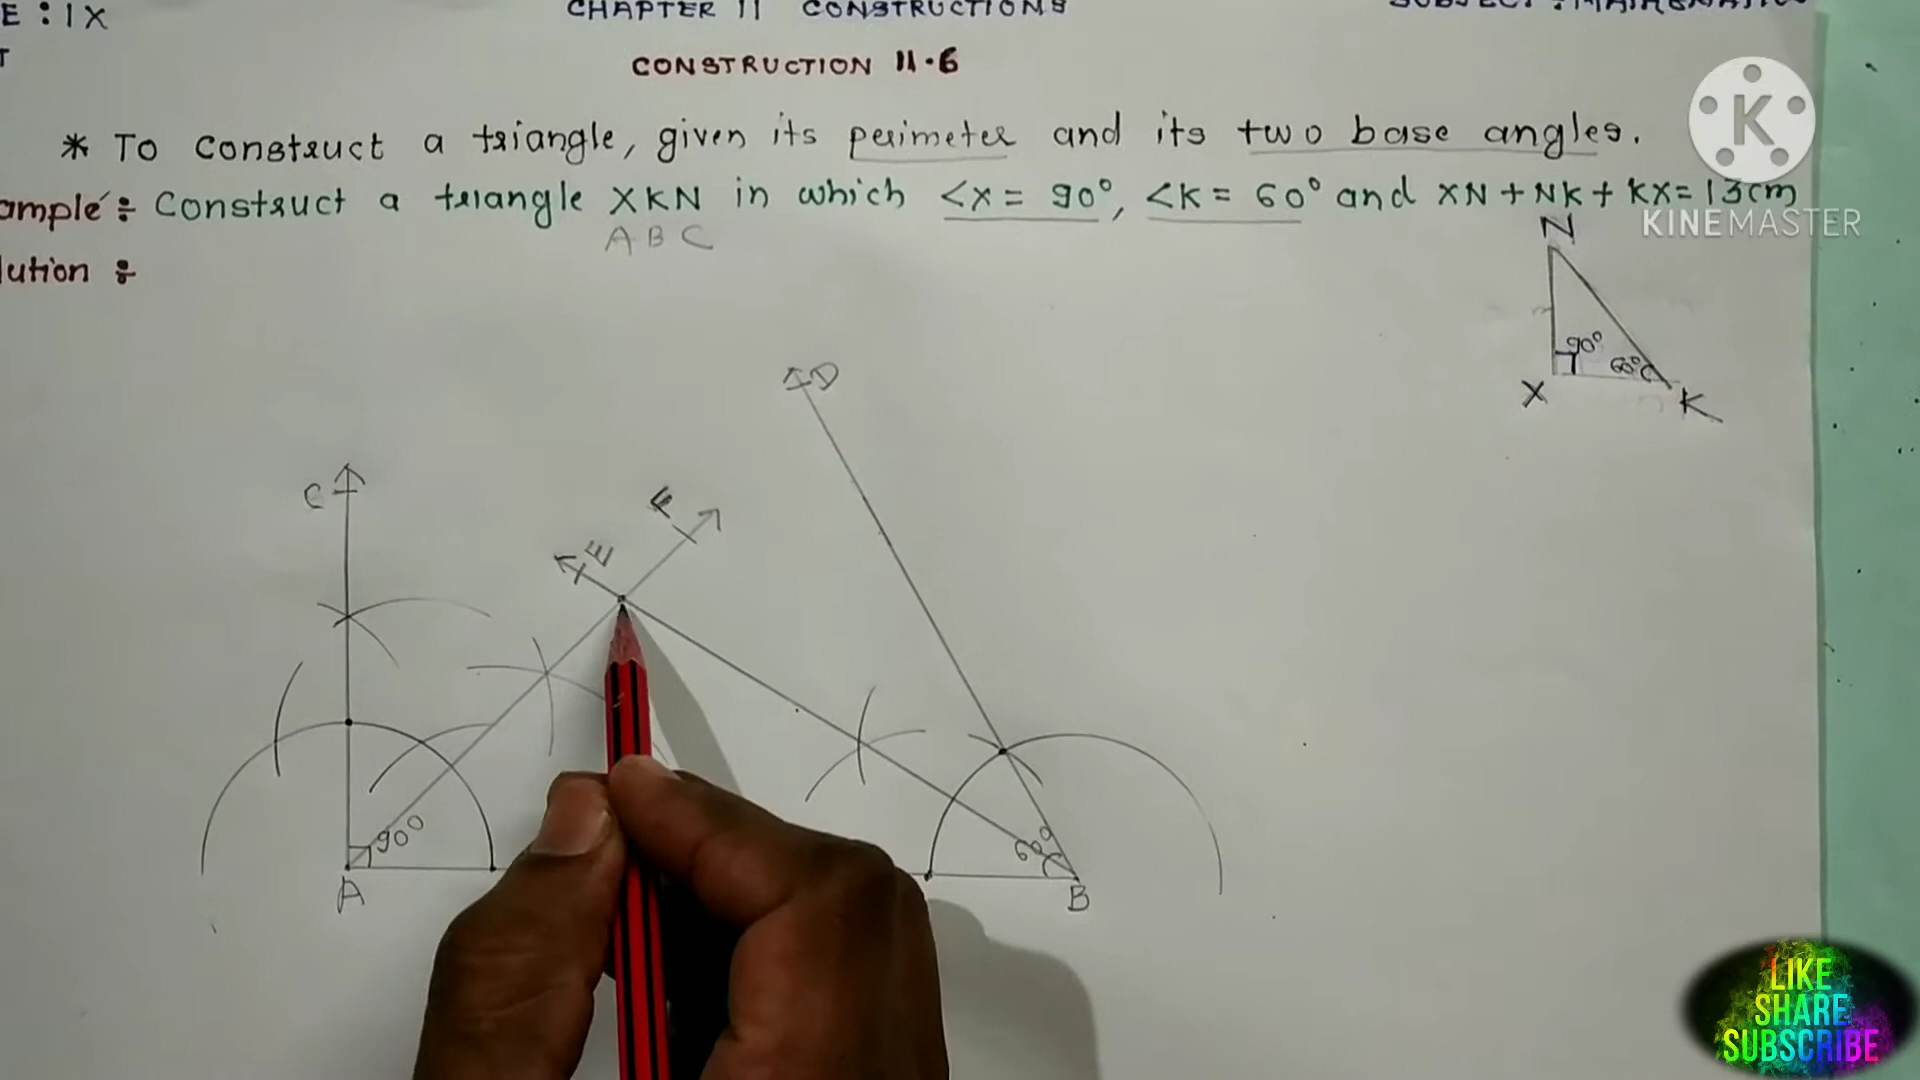 E : IX
CHAPTER 11 CONSTRUCTIONS
T
CONSTRUCTION 11.6
* To construct a triangle, given its perimeter and its two base angles.
ample :- Construct a triangle XKN in which <X = 90°, <K = 60° and XN + NK + KX = 13cm
K
KINEMASTER
A B C
lution :-
N
90° 60°
X K
D
C
F
E
90°
60°
A B
LIKE
SHARE
SUBSCRIBE